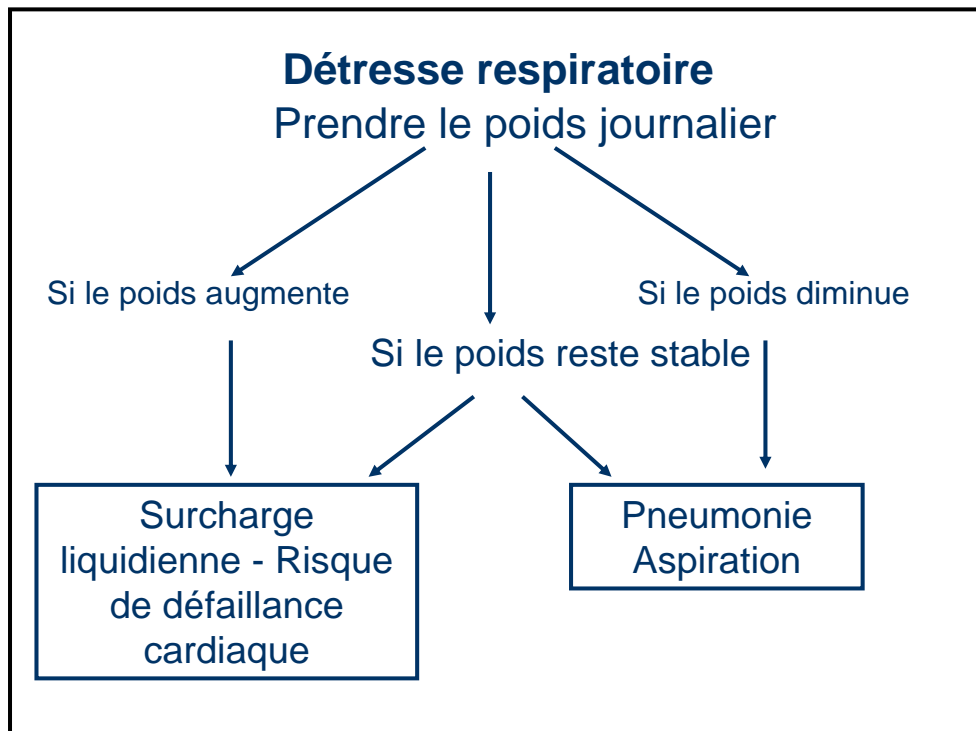 Détresse respiratoire
Prendre le poids journalier
Si le poids augmente
Si le poids diminue
Si le poids reste stable
Surcharge
liquidienne - Risque
de défaillance
cardiaque
Pneumonie
Aspiration